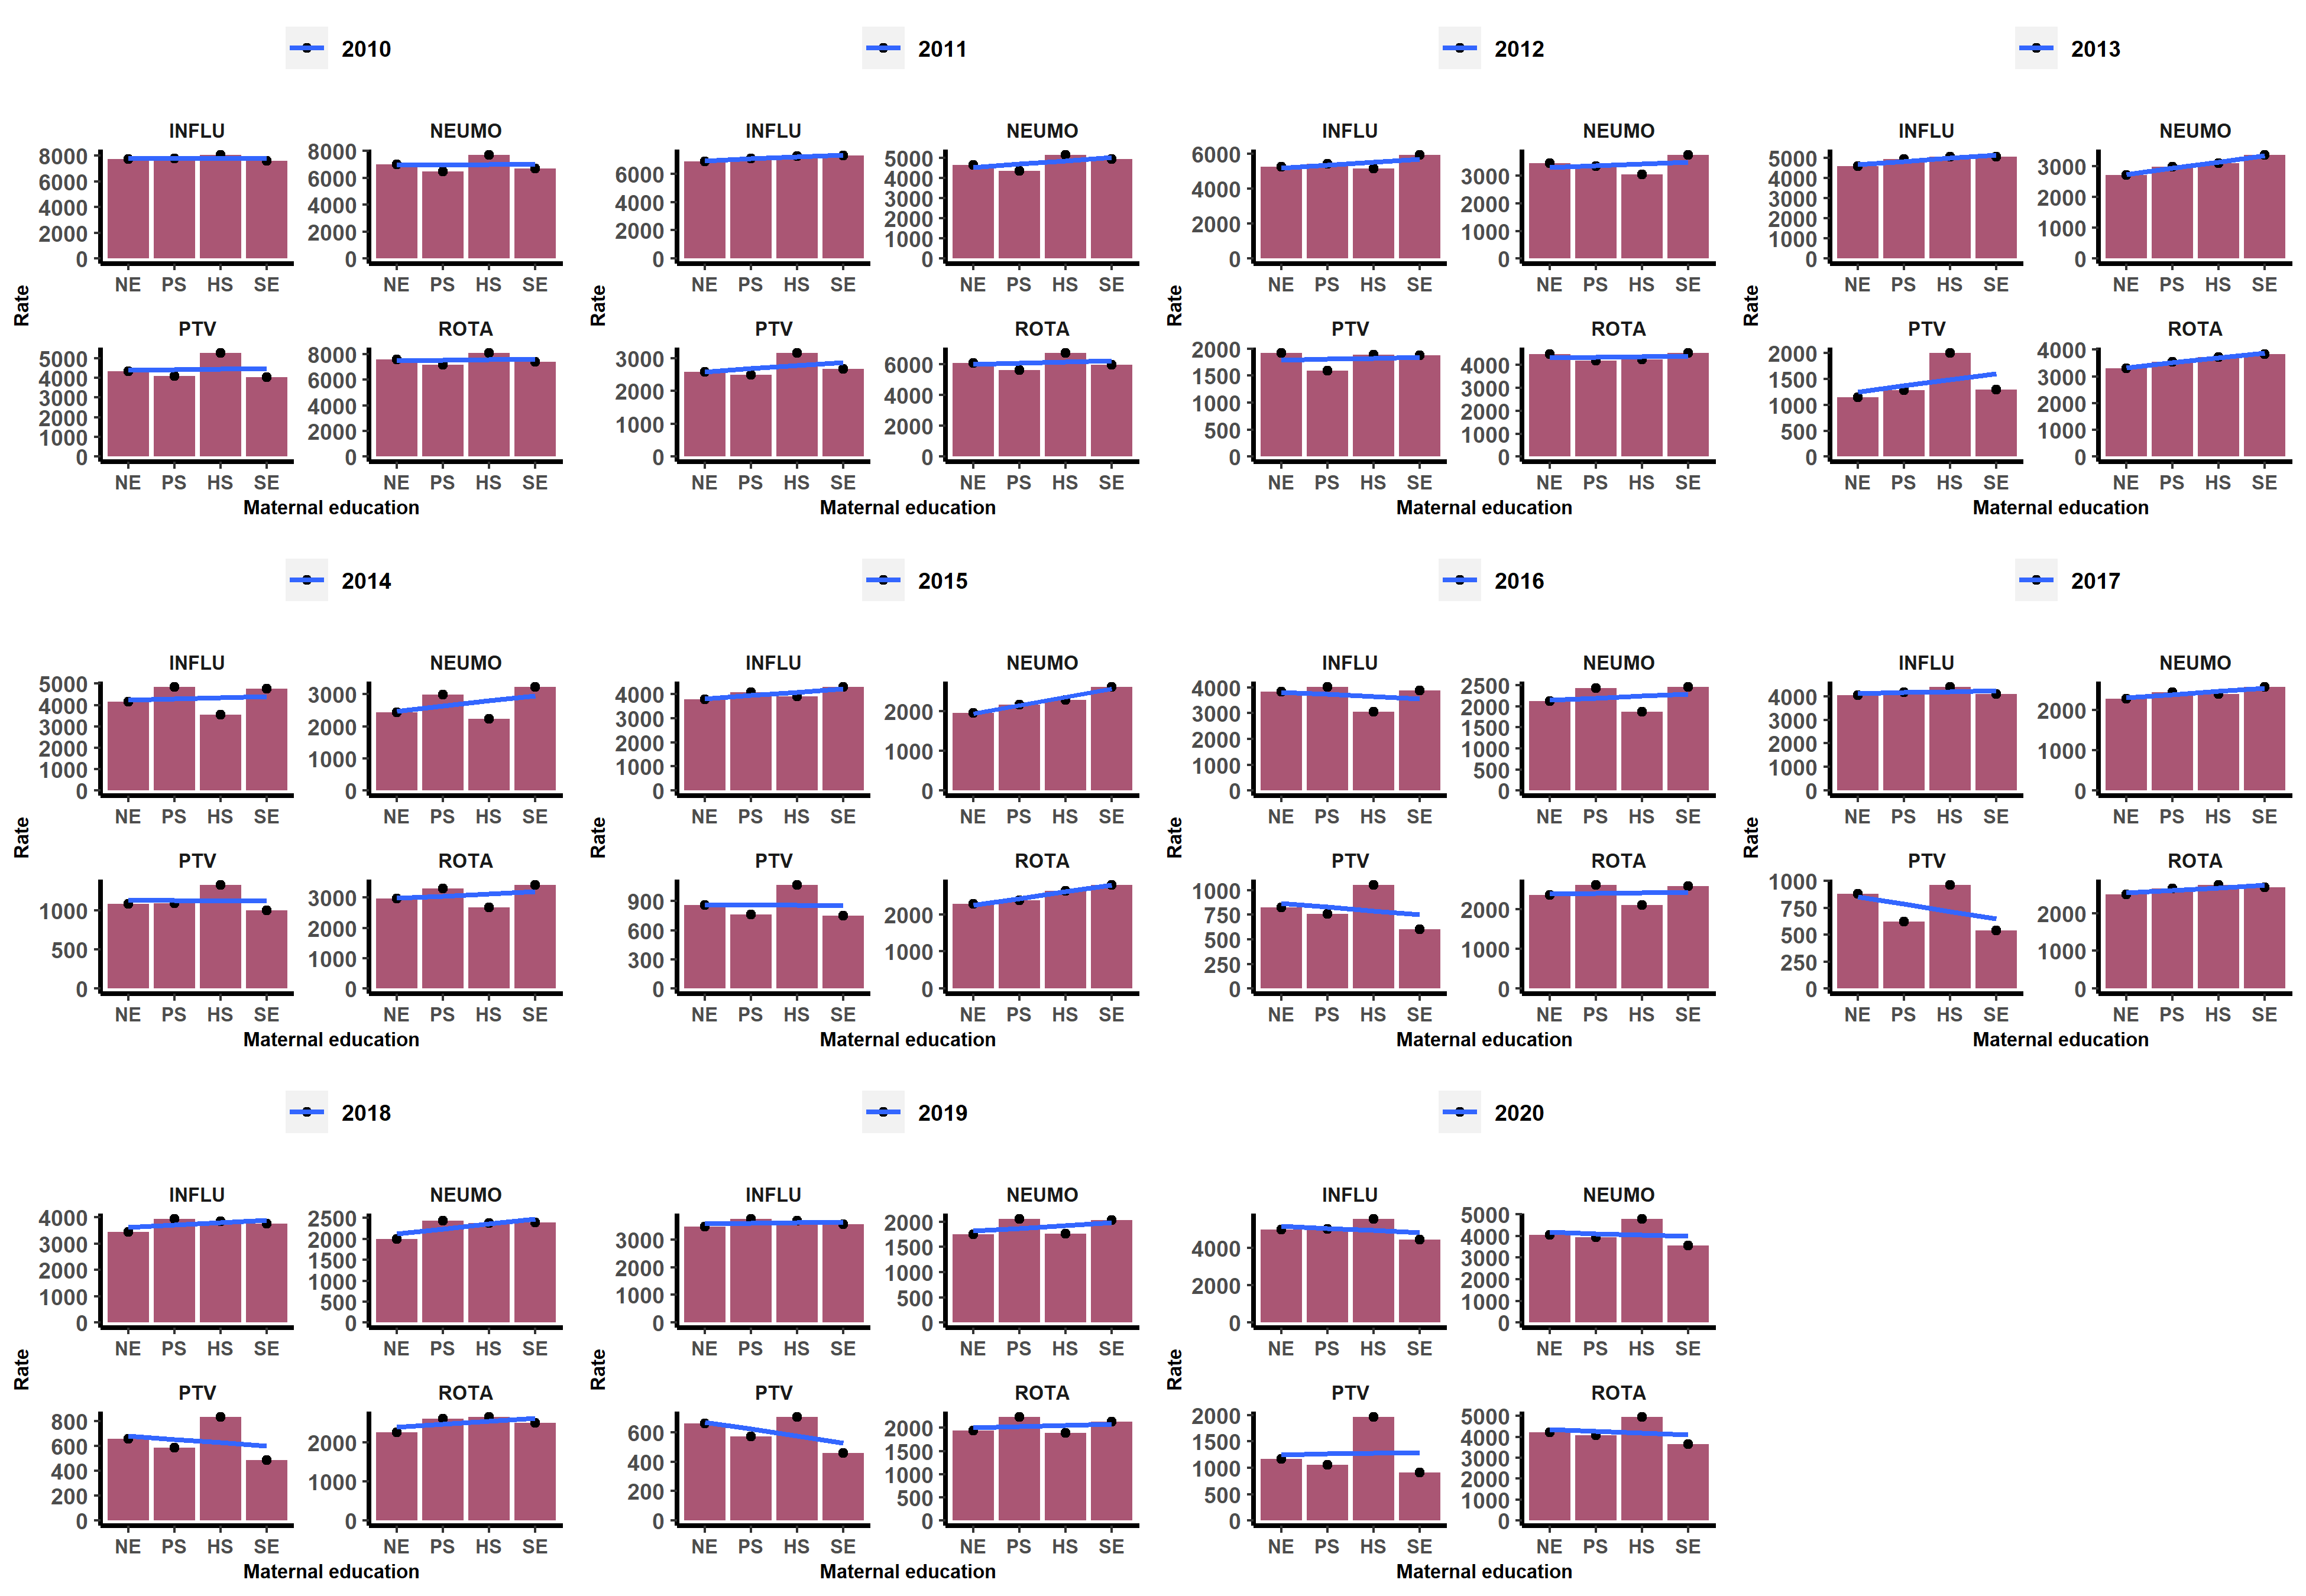 2010
INFLU NEUMO
8000 6000 4000 2000 0
8000 6000 4000 2000 0
NE PS HS SE NE PS HS SE
PTV ROTA
5000 4000 3000 2000 1000 0
8000 6000 4000 2000 0
NE PS HS SE NE PS HS SE
Rate
Maternal education
2011
INFLU NEUMO
6000 4000 2000 0
5000 4000 3000 2000 1000 0
NE PS HS SE NE PS HS SE
PTV ROTA
3000 2000 1000 0
6000 4000 2000 0
NE PS HS SE NE PS HS SE
Rate
Maternal education
2012
INFLU NEUMO
6000 4000 2000 0
3000 2000 1000 0
NE PS HS SE NE PS HS SE
PTV ROTA
2000 1500 1000 500 0
4000 3000 2000 1000 0
NE PS HS SE NE PS HS SE
Rate
Maternal education
2013
INFLU NEUMO
5000 4000 3000 2000 1000 0
3000 2000 1000 0
NE PS HS SE NE PS HS SE
PTV ROTA
2000 1500 1000 500 0
4000 3000 2000 1000 0
NE PS HS SE NE PS HS SE
Rate
Maternal education
2014
INFLU NEUMO
5000 4000 3000 2000 1000 0
3000 2000 1000 0
NE PS HS SE NE PS HS SE
PTV ROTA
1000 500 0
3000 2000 1000 0
NE PS HS SE NE PS HS SE
Rate
Maternal education
2015
INFLU NEUMO
4000 3000 2000 1000 0
2000 1000 0
NE PS HS SE NE PS HS SE
PTV ROTA
900 600 300 0
2000 1000 0
NE PS HS SE NE PS HS SE
Rate
Maternal education
2016
INFLU NEUMO
4000 3000 2000 1000 0
2500 2000 1500 1000 500 0
NE PS HS SE NE PS HS SE
PTV ROTA
1000 750 500 250 0
2000 1000 0
NE PS HS SE NE PS HS SE
Rate
Maternal education
2017
INFLU NEUMO
4000 3000 2000 1000 0
2000 1000 0
NE PS HS SE NE PS HS SE
PTV ROTA
1000 750 500 250 0
2000 1000 0
NE PS HS SE NE PS HS SE
Rate
Maternal education
2018
INFLU NEUMO
4000 3000 2000 1000 0
2500 2000 1500 1000 500 0
NE PS HS SE NE PS HS SE
PTV ROTA
800 600 400 200 0
2000 1000 0
NE PS HS SE NE PS HS SE
Rate
Maternal education
2019
INFLU NEUMO
3000 2000 1000 0
2000 1500 1000 500 0
NE PS HS SE NE PS HS SE
PTV ROTA
600 400 200 0
2000 1500 1000 500 0
NE PS HS SE NE PS HS SE
Rate
Maternal education
2020
INFLU NEUMO
4000 2000 0
5000 4000 3000 2000 1000 0
NE PS HS SE NE PS HS SE
PTV ROTA
2000 1500 1000 500 0
5000 4000 3000 2000 1000 0
NE PS HS SE NE PS HS SE
Rate
Maternal education